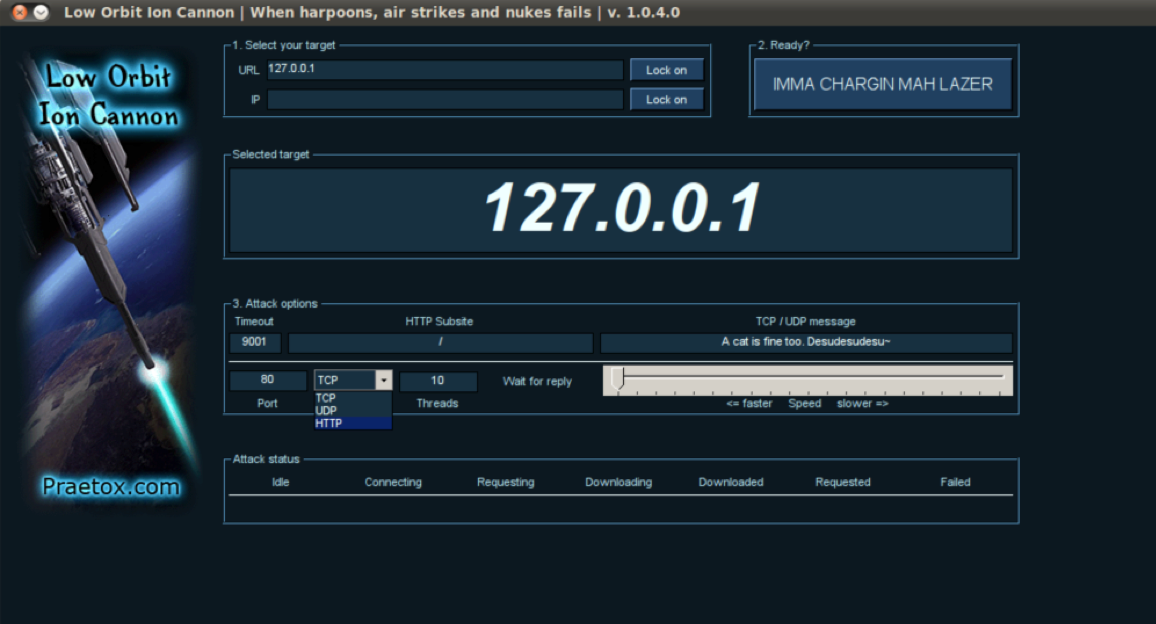 Low Orbit Ion Cannon | When harpoons, air strikes and nukes fails | v. 1.0.4.0
Low Orbit
Ion Cannon
1. Select your target
URL 127.0.0.1 Lock on
IP Lock on
2. Ready?
IMMA CHARGIN MAH LAZER
Selected target
127.0.0.1
3. Attack options
Timeout HTTP Subsite TCP / UDP message
9001 / A cat is fine too. Desudesudesu~
80 TCP 10 Wait for reply
TCP
UDP
HTTP
Port Threads <= faster Speed slower =>
Attack status
Idle Connecting Requesting Downloading Downloaded Requested Failed
Praetox.com